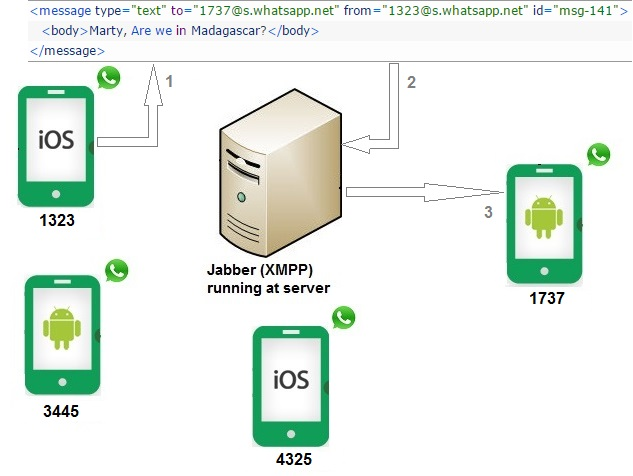 <message type="text" to="1737@s.whatsapp.net" from="1323@s.whatsapp.net" id="msg-141">
<body>Marty, Are we in Madagascar?</body>
</message>
1
2
iOS
1323
3
Jabber (XMPP)
running at server
1737
iOS
3445
4325